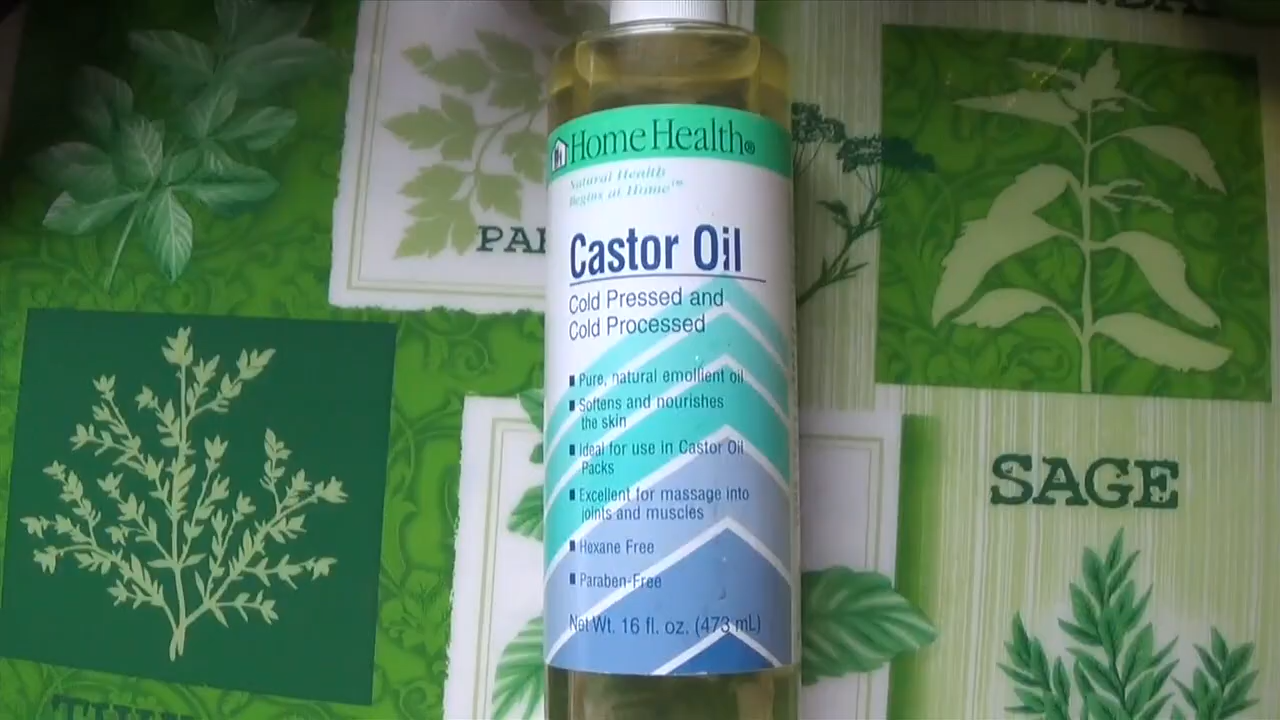 Home Health®
Natural Health
Begins at Home™
Castor Oil
Cold Pressed and
Cold Processed
Pure, natural emollient oil
Softens and nourishes
the skin
Ideal for use in Castor Oil
Packs
Excellent for massage into
joints and muscles
Hexane Free
Paraben-Free
Net Wt. 16 fl. oz. (473 mL)
PA
SAGE